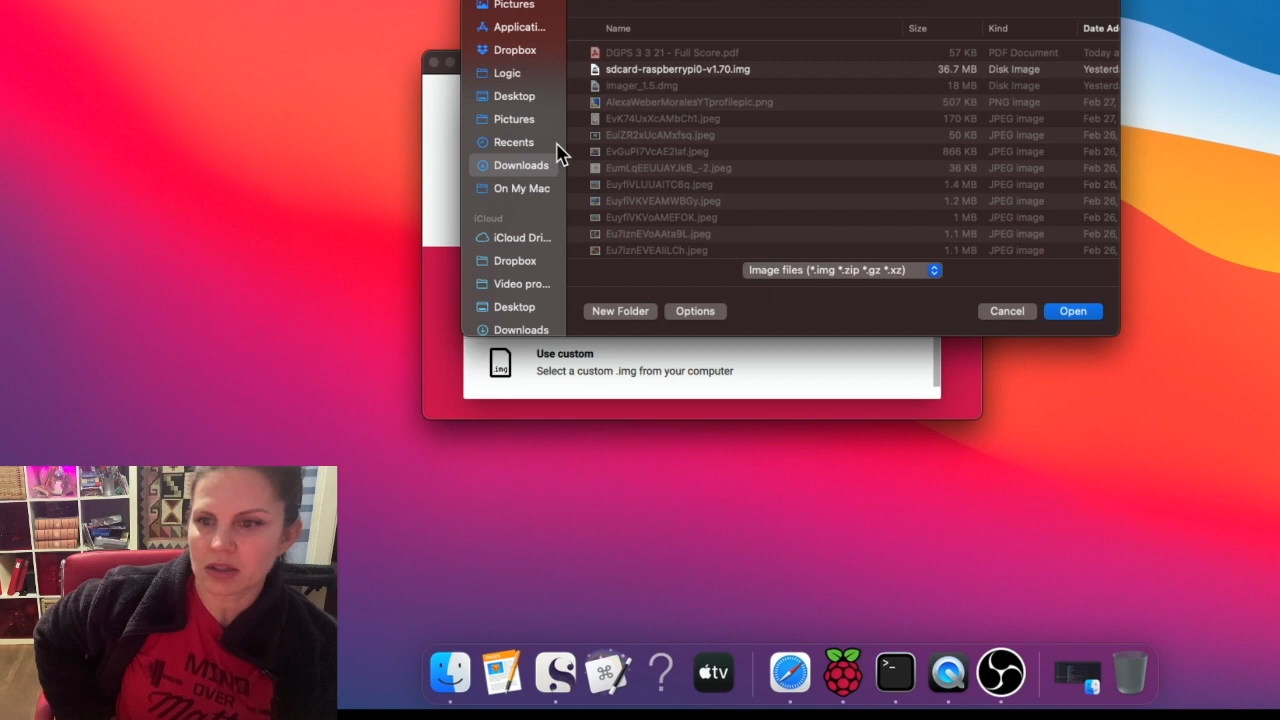 Pictures
Applicati...
Dropbox
Logic
Desktop
Pictures
Recents
Downloads
On My Mac
iCloud
iCloud Dri...
Dropbox
Video pro...
Desktop
Downloads
Name Size Kind Date Ad
DGPS 3 3 21 - Full Score.pdf 57 KB PDF Document Today a
sdcard-raspberrypi0-v1.70.img 36.7 MB Disk Image Yesterd
imager_1.5.dmg 18 MB Disk Image Yesterd
AlexaWeberMoralesYTprofilepic.png 507 KB PNG image Feb 27,
EvK74UxXcAMbCh1.jpeg 170 KB JPEG image Feb 27,
EuiZR2xUcAMxfsq.jpeg 50 KB JPEG image Feb 26,
EvGuPI7VcAE2Iaf.jpeg 866 KB JPEG image Feb 26,
EumLqEEUUAYJkB_-2.jpeg 36 KB JPEG image Feb 26,
EuyfiVLUUAITC6q.jpeg 1.4 MB JPEG image Feb 26,
EuyfiVKVEAMWBGy.jpeg 1.2 MB JPEG image Feb 26,
EuyfiVKVoAMEFOK.jpeg 1 MB JPEG image Feb 26,
Eu7iznEVoAAta9L.jpeg 1.1 MB JPEG image Feb 26,
Eu7iznEVEAIiLCh.jpeg 1.1 MB JPEG image Feb 26,
Image files (*.img *.zip *.gz *.xz)
New Folder Options Cancel Open
.img
Use custom
Select a custom .img from your computer
tv
>_
OVER